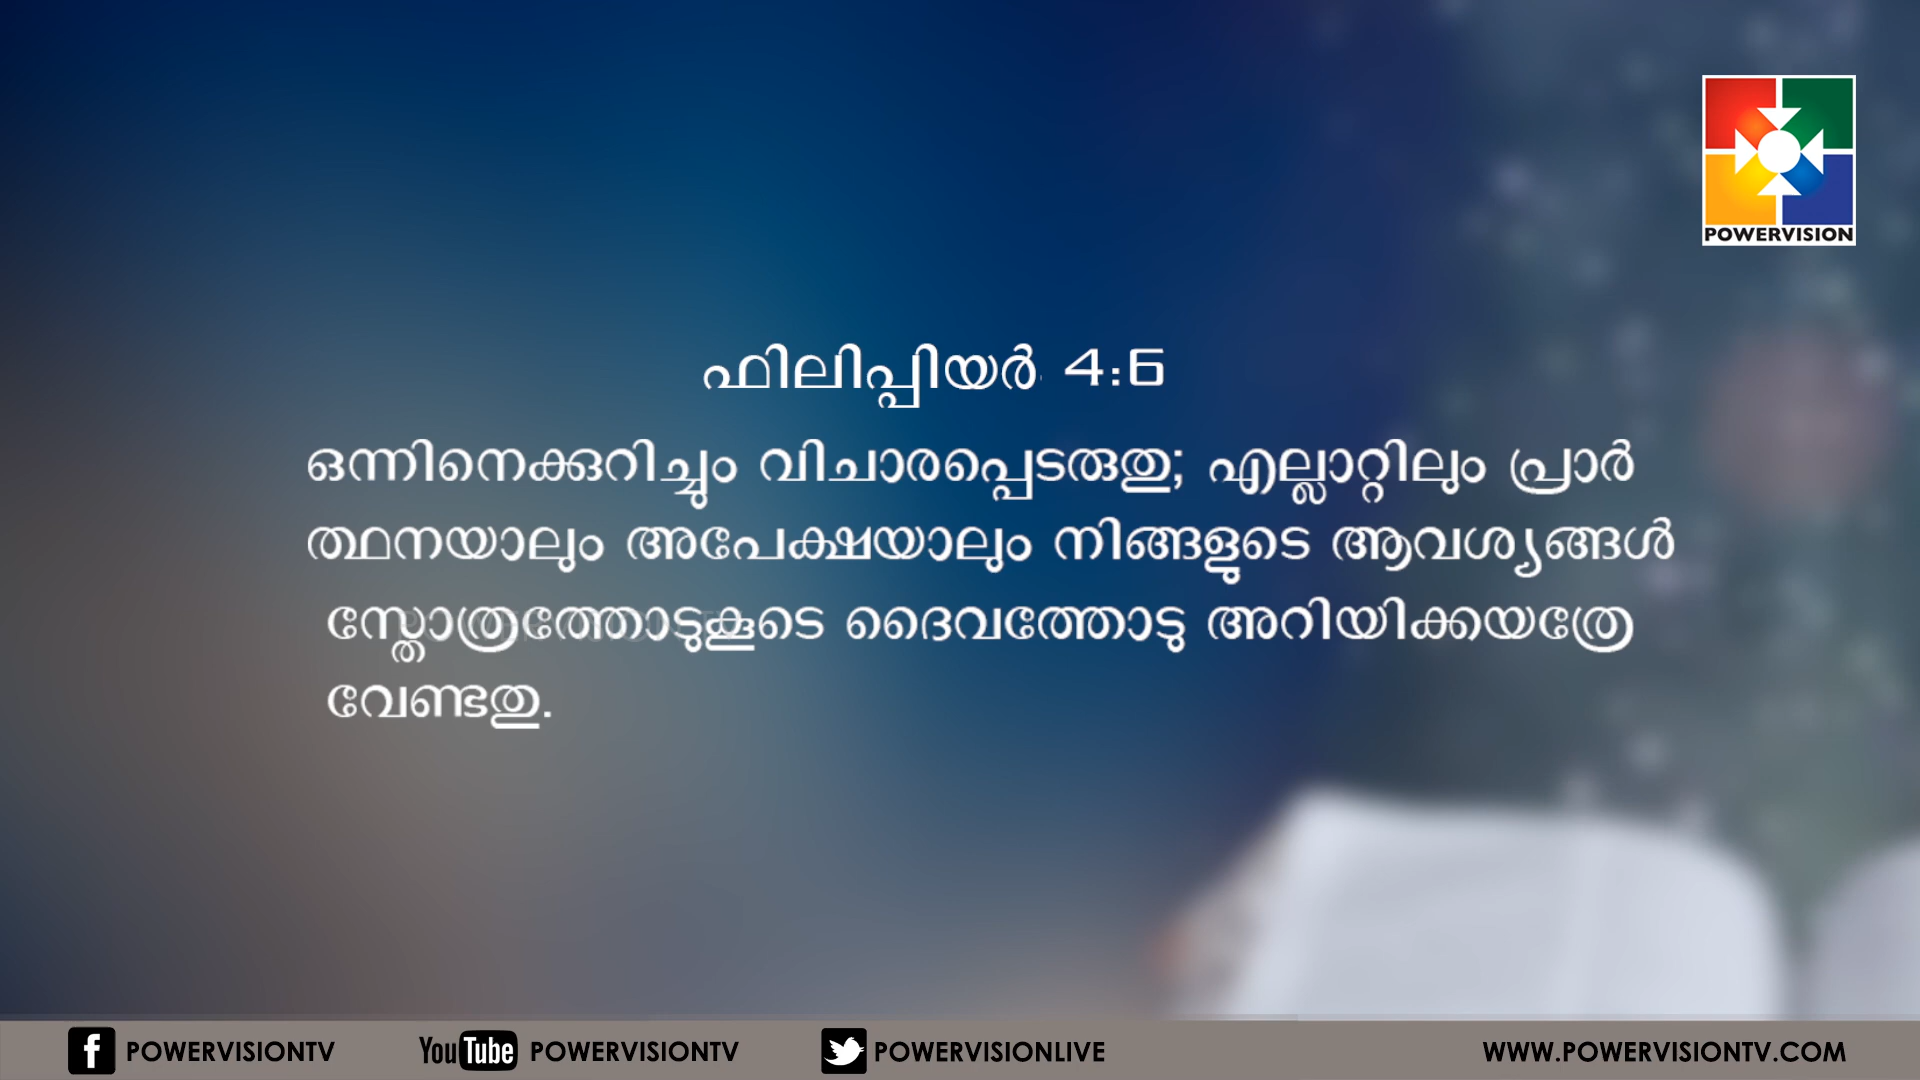 POWERVISION
ഫിലിപ്പിയർ 4:6
ഒന്നിനെക്കുറിച്ചും വിചാരപ്പെടരുതു; എല്ലാറ്റിലും പ്രാർ
ത്ഥനയാലും അപേക്ഷയാലും നിങ്ങളുടെ ആവശ്യങ്ങൾ
സ്തോത്രത്തോടുകൂടെ ദൈവത്തോടു അറിയിക്കയത്രേ
വേണ്ടതു.
f POWERVISIONTV YouTube POWERVISIONTV POWERVISIONLIVE WWW.POWERVISIONTV.COM